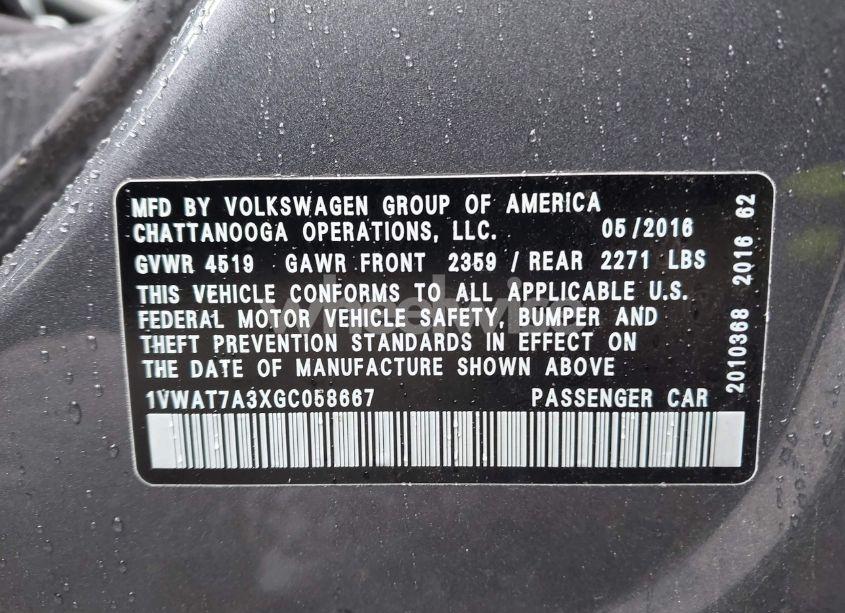 MFD BY VOLKSWAGEN GROUP OF AMERICA
CHATTANOOGA OPERATIONS, LLC. 05/2016
GVWR 4519 GAWR FRONT 2359 / REAR 2271 LBS
THIS VEHICLE CONFORMS TO ALL APPLICABLE U.S.
FEDERAL MOTOR VEHICLE SAFETY, BUMPER AND
THEFT PREVENTION STANDARDS IN EFFECT ON
THE DATE OF MANUFACTURE SHOWN ABOVE
1VWAT7A3XGC058667 PASSENGER CAR
2010368 2016 62